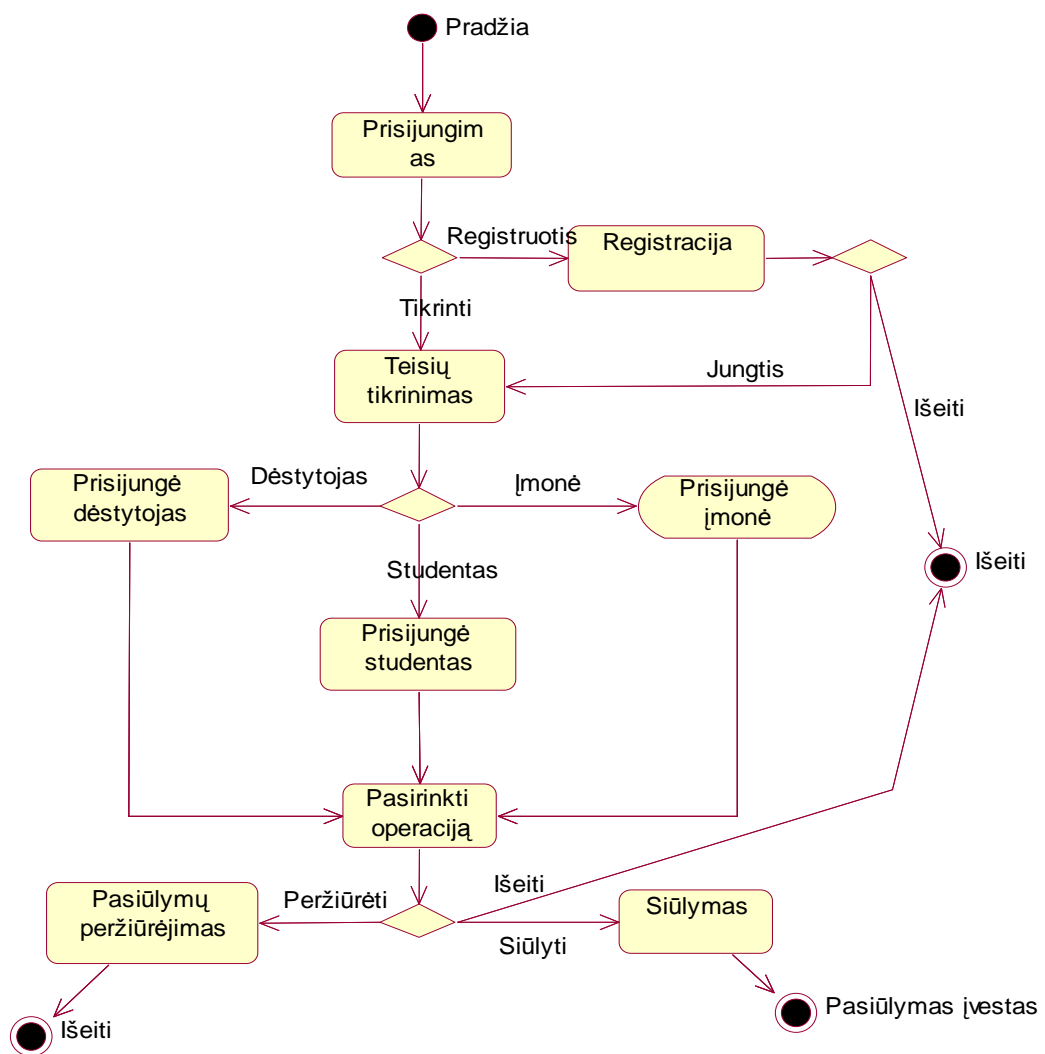 Pradžia
Prisijungim
as
Registruotis
Registracija
Tikrinti
Teisių
tikrinimas
Jungtis
Išeiti
Prisijungė
dėstytojas
Dėstytojas
Įmonė
Prisijungė
įmonė
Išeiti
Studentas
Prisijungė
studentas
Pasirinkti
operaciją
Pasiūlymų
peržiūrėjimas
Peržiūrėti
Išeiti
Siūlymas
Siūlyti
Pasiūlymas įvestas
Išeiti